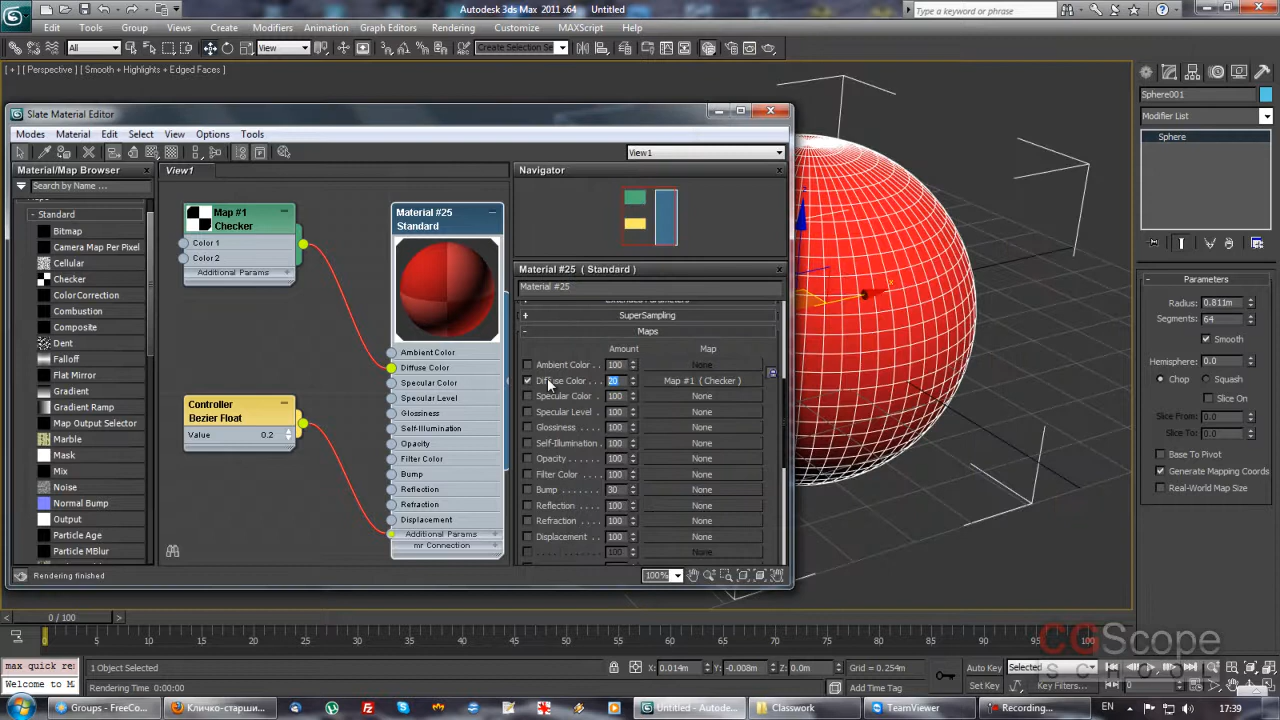 Autodesk 3ds Max 2011 x64    Untitled
Type a keyword or phrase
Edit Tools Group Views Create Modifiers Animation Graph Editors Rendering Customize MAXScript Help
All View Create Selection Se
[ + ] [ Perspective ] [ Smooth + Highlights + Edged Faces ]
Slate Material Editor
Modes Material Edit Select View Options Tools
View1
Material/Map Browser
Search by Name ...
Standard
Bitmap
Camera Map Per Pixel
Cellular
Checker
ColorCorrection
Combustion
Composite
Dent
Falloff
Flat Mirror
Gradient
Gradient Ramp
Map Output Selector
Marble
Mask
Mix
Noise
Normal Bump
Output
Particle Age
Particle MBlur
Rendering finished
View1
Map #1
Checker
Color 1
Color 2
Additional Params
Controller
Bezier Float
Value 0.2
Material #25
Standard
Ambient Color
Diffuse Color
Specular Color
Specular Level
Glossiness
Self-Illumination
Opacity
Filter Color
Bump
Reflection
Refraction
Displacement
Additional Params
mr Connection
Navigator
Material #25 ( Standard )
Material #25
Extended Parameters
SuperSampling
Maps
Amount Map
Ambient Color . . . 100 None
Diffuse Color . . . 20 Map #1 ( Checker )
Specular Color . . 100 None
Specular Level . . 100 None
Glossiness . . . . 100 None
Self-Illumination . 100 None
Opacity . . . . . 100 None
Filter Color . . . . 100 None
Bump . . . . . . . 30 None
Reflection . . . . 100 None
Refraction . . . . 100 None
Displacement . . . 100 None
100 None
100%
x
Sphere001
Modifier List
Sphere
Parameters
Radius: 0.811m
Segments: 64
Smooth
Hemisphere: 0.0
Chop Squash
Slice On
Slice From: 0.0
Slice To: 0.0
Base To Pivot
Generate Mapping Coords
Real-World Map Size
0 / 100
0 5 10 15 20 25 30 35 40 45 50 55 60 65 70 75 80 85 90 95 100
CGScope
SCHOOL
max quick re:
Welcome to M
1 Object Selected
Rendering Time 0:00:00
X: 0.014m Y: -0.008m Z: 0.0m Grid = 0.254m
Add Time Tag
Auto Key Selected
Set Key Key Filters...
0
Groups - FreeCo...
Кличко-старши...
Untitled - Autodes...
Classwork
TeamViewer
Recording...
EN
17:39